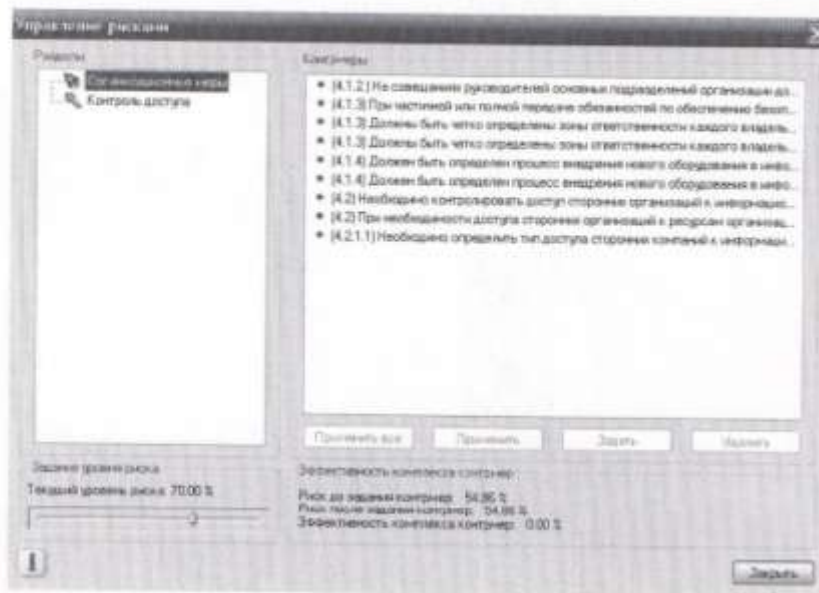 Управление рисками
Разделы
Организационные меры
Контроль доступа
Контрмеры
(4.1.2) На совещаниях руководителей основных подразделений организации до...
(4.1.3) При частичной или полной передаче обязанностей по обеспечению безоп...
(4.1.3) Должны быть четко определены зоны ответственности каждого владель...
(4.1.3) Должны быть четко определены зоны ответственности каждого владель...
(4.1.4) Должен быть определен процесс внедрения нового оборудования в инфо...
(4.1.4) Должен быть определен процесс внедрения нового оборудования в инфо...
(4.2) Необходимо контролировать доступ сторонних организаций к информацио...
(4.2) При необходимости доступа сторонних организаций к ресурсам организац...
(4.2.1.1) Необходимо определить тип доступа сторонних компаний к информаци...
Применить все
Применить
Задать
Удалить
Задание уровня риска
Текущий уровень риска: 70.00 %
Эффективность комплекса контрмер
Риск до задания контрмер: 54.86 %
Риск после задания контрмер: 54.86 %
Эффективность комплекса контрмер: 0.00 %
Закрыть